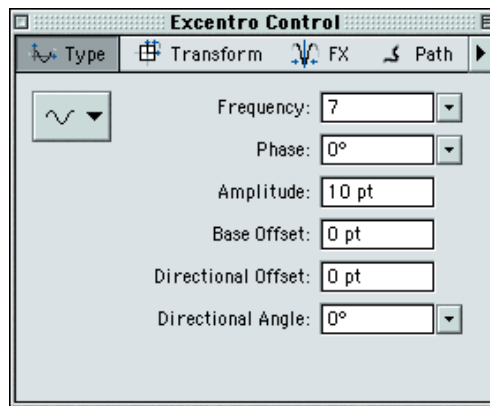 Excentro Control
Type Transform FX Path
Frequency: 7
Phase: 0°
Amplitude: 10 pt
Base Offset: 0 pt
Directional Offset: 0 pt
Directional Angle: 0°